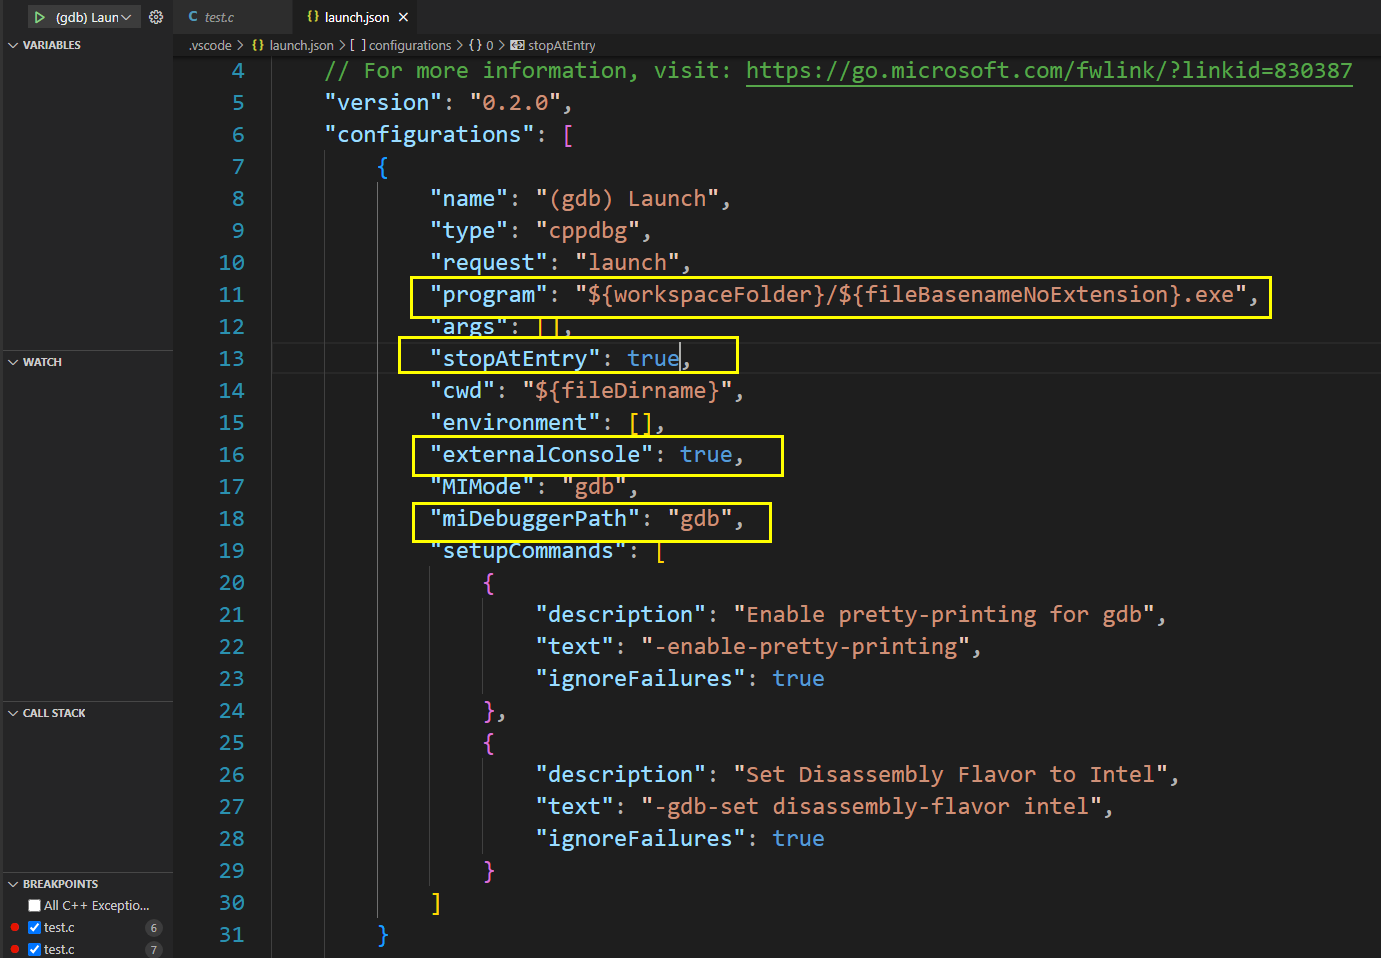 (gdb) Laun
test.c
{} launch.json
VARIABLES
.vscode > {} launch.json > [ ] configurations > {} 0 > stopAtEntry
4 // For more information, visit: https://go.microsoft.com/fwlink/?linkid=830387
5 "version": "0.2.0",
6 "configurations": [
7 {
8 "name": "(gdb) Launch",
9 "type": "cppdbg",
10 "request": "launch",
11 "program": "${workspaceFolder}/${fileBasenameNoExtension}.exe",
12 "args": [],
13 "stopAtEntry": true,
14 "cwd": "${fileDirname}",
15 "environment": [],
16 "externalConsole": true,
17 "MIMode": "gdb",
18 "miDebuggerPath": "gdb",
19 "setupCommands": [
20 {
21 "description": "Enable pretty-printing for gdb",
22 "text": "-enable-pretty-printing",
23 "ignoreFailures": true
24 },
25 {
26 "description": "Set Disassembly Flavor to Intel",
27 "text": "-gdb-set disassembly-flavor intel",
28 "ignoreFailures": true
29 }
30 ]
31 }
WATCH
CALL STACK
BREAKPOINTS
All C++ Exceptio...
test.c 6
test.c 7